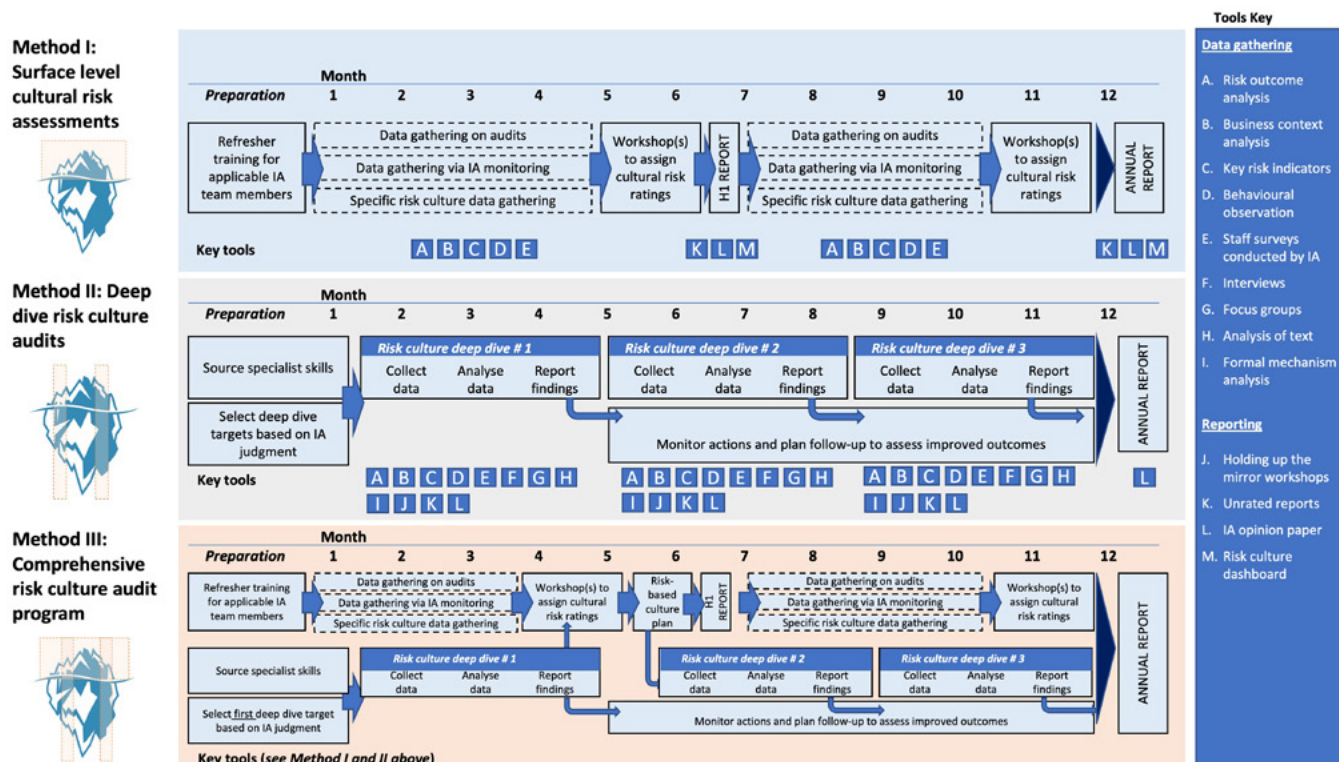 Tools Key
Method I:
Surface level
cultural risk
assessments
Month
Preparation 1 2 3 4 5 6 7 8 9 10 11 12
Refresher
training for
applicable IA
team members
Data gathering on audits
Data gathering via IA monitoring
Specific risk culture data gathering
Workshop(s)
to assign
cultural risk
ratings
H1 REPORT
Data gathering on audits
Data gathering via IA monitoring
Specific risk culture data gathering
Workshop(s)
to assign
cultural risk
ratings
ANNUAL
REPORT
Key tools
A B C D E
K L M
A B C D E
K L M
Method II: Deep
dive risk culture
audits
Month
Preparation 1 2 3 4 5 6 7 8 9 10 11 12
Source specialist skills
Select deep dive
targets based on IA
judgment
Risk culture deep dive # 1
Collect Analyse Report
data data findings
Risk culture deep dive # 2
Collect Analyse Report
data data findings
Risk culture deep dive # 3
Collect Analyse Report
data data findings
Monitor actions and plan follow-up to assess improved outcomes
ANNUAL REPORT
Key tools
A B C D E F G H
I J K L
A B C D E F G H
I J K L
A B C D E F G H
I J K L
L
Method III:
Comprehensive
risk culture audit
program
Month
Preparation 1 2 3 4 5 6 7 8 9 10 11 12
Refresher training
for applicable IA
team members
Data gathering on audits
Data gathering via IA monitoring
Specific risk culture data gathering
Workshop(s) to
assign cultural
risk ratings
Risk-
based
culture
plan
H1
REPORT
Data gathering on audits
Data gathering via IA monitoring
Specific risk culture data gathering
Workshop(s) to
assign cultural
risk ratings
ANNUAL REPORT
Source specialist skills
Select first deep dive target
based on IA judgment
Risk culture deep dive # 1
Collect Analyse Report
data data findings
Risk culture deep dive # 2
Collect Analyse Report
data data findings
Risk culture deep dive # 3
Collect Analyse Report
data data findings
Monitor actions and plan follow-up to assess improved outcomes
Key tools (see Method I and II above)
Data gathering
A. Risk outcome
analysis
B. Business context
analysis
C. Key risk indicators
D. Behavioural
observation
E. Staff surveys
conducted by IA
F. Interviews
G. Focus groups
H. Analysis of text
I. Formal mechanism
analysis
Reporting
J. Holding up the
mirror workshops
K. Unrated reports
L. IA opinion paper
M. Risk culture
dashboard